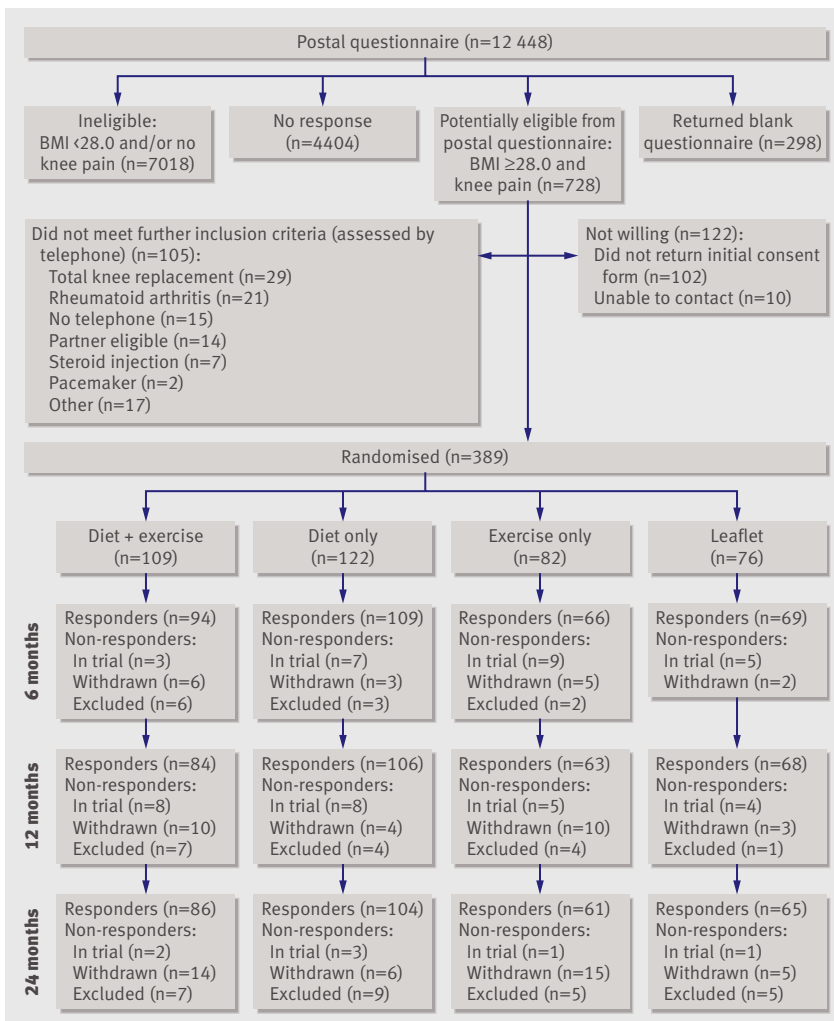 Postal questionnaire (n=12 448)
Ineligible:
BMI <28.0 and/or no
knee pain (n=7018)
No response
(n=4404)
Potentially eligible from
postal questionnaire:
BMI ≥28.0 and
knee pain (n=728)
Returned blank
questionnaire (n=298)
Did not meet further inclusion criteria (assessed by
telephone) (n=105):
Total knee replacement (n=29)
Rheumatoid arthritis (n=21)
No telephone (n=15)
Partner eligible (n=14)
Steroid injection (n=7)
Pacemaker (n=2)
Other (n=17)
Not willing (n=122):
Did not return initial consent
form (n=102)
Unable to contact (n=10)
Randomised (n=389)
Diet + exercise
(n=109)
Diet only
(n=122)
Exercise only
(n=82)
Leaflet
(n=76)
6 months
Responders (n=94)
Non-responders:
In trial (n=3)
Withdrawn (n=6)
Excluded (n=6)
Responders (n=109)
Non-responders:
In trial (n=7)
Withdrawn (n=3)
Excluded (n=3)
Responders (n=66)
Non-responders:
In trial (n=9)
Withdrawn (n=5)
Excluded (n=2)
Responders (n=69)
Non-responders:
In trial (n=5)
Withdrawn (n=2)
12 months
Responders (n=84)
Non-responders:
In trial (n=8)
Withdrawn (n=10)
Excluded (n=7)
Responders (n=106)
Non-responders:
In trial (n=8)
Withdrawn (n=4)
Excluded (n=4)
Responders (n=63)
Non-responders:
In trial (n=5)
Withdrawn (n=10)
Excluded (n=4)
Responders (n=68)
Non-responders:
In trial (n=4)
Withdrawn (n=3)
Excluded (n=1)
24 months
Responders (n=86)
Non-responders:
In trial (n=2)
Withdrawn (n=14)
Excluded (n=7)
Responders (n=104)
Non-responders:
In trial (n=3)
Withdrawn (n=6)
Excluded (n=9)
Responders (n=61)
Non-responders:
In trial (n=1)
Withdrawn (n=15)
Excluded (n=5)
Responders (n=65)
Non-responders:
In trial (n=1)
Withdrawn (n=5)
Excluded (n=5)